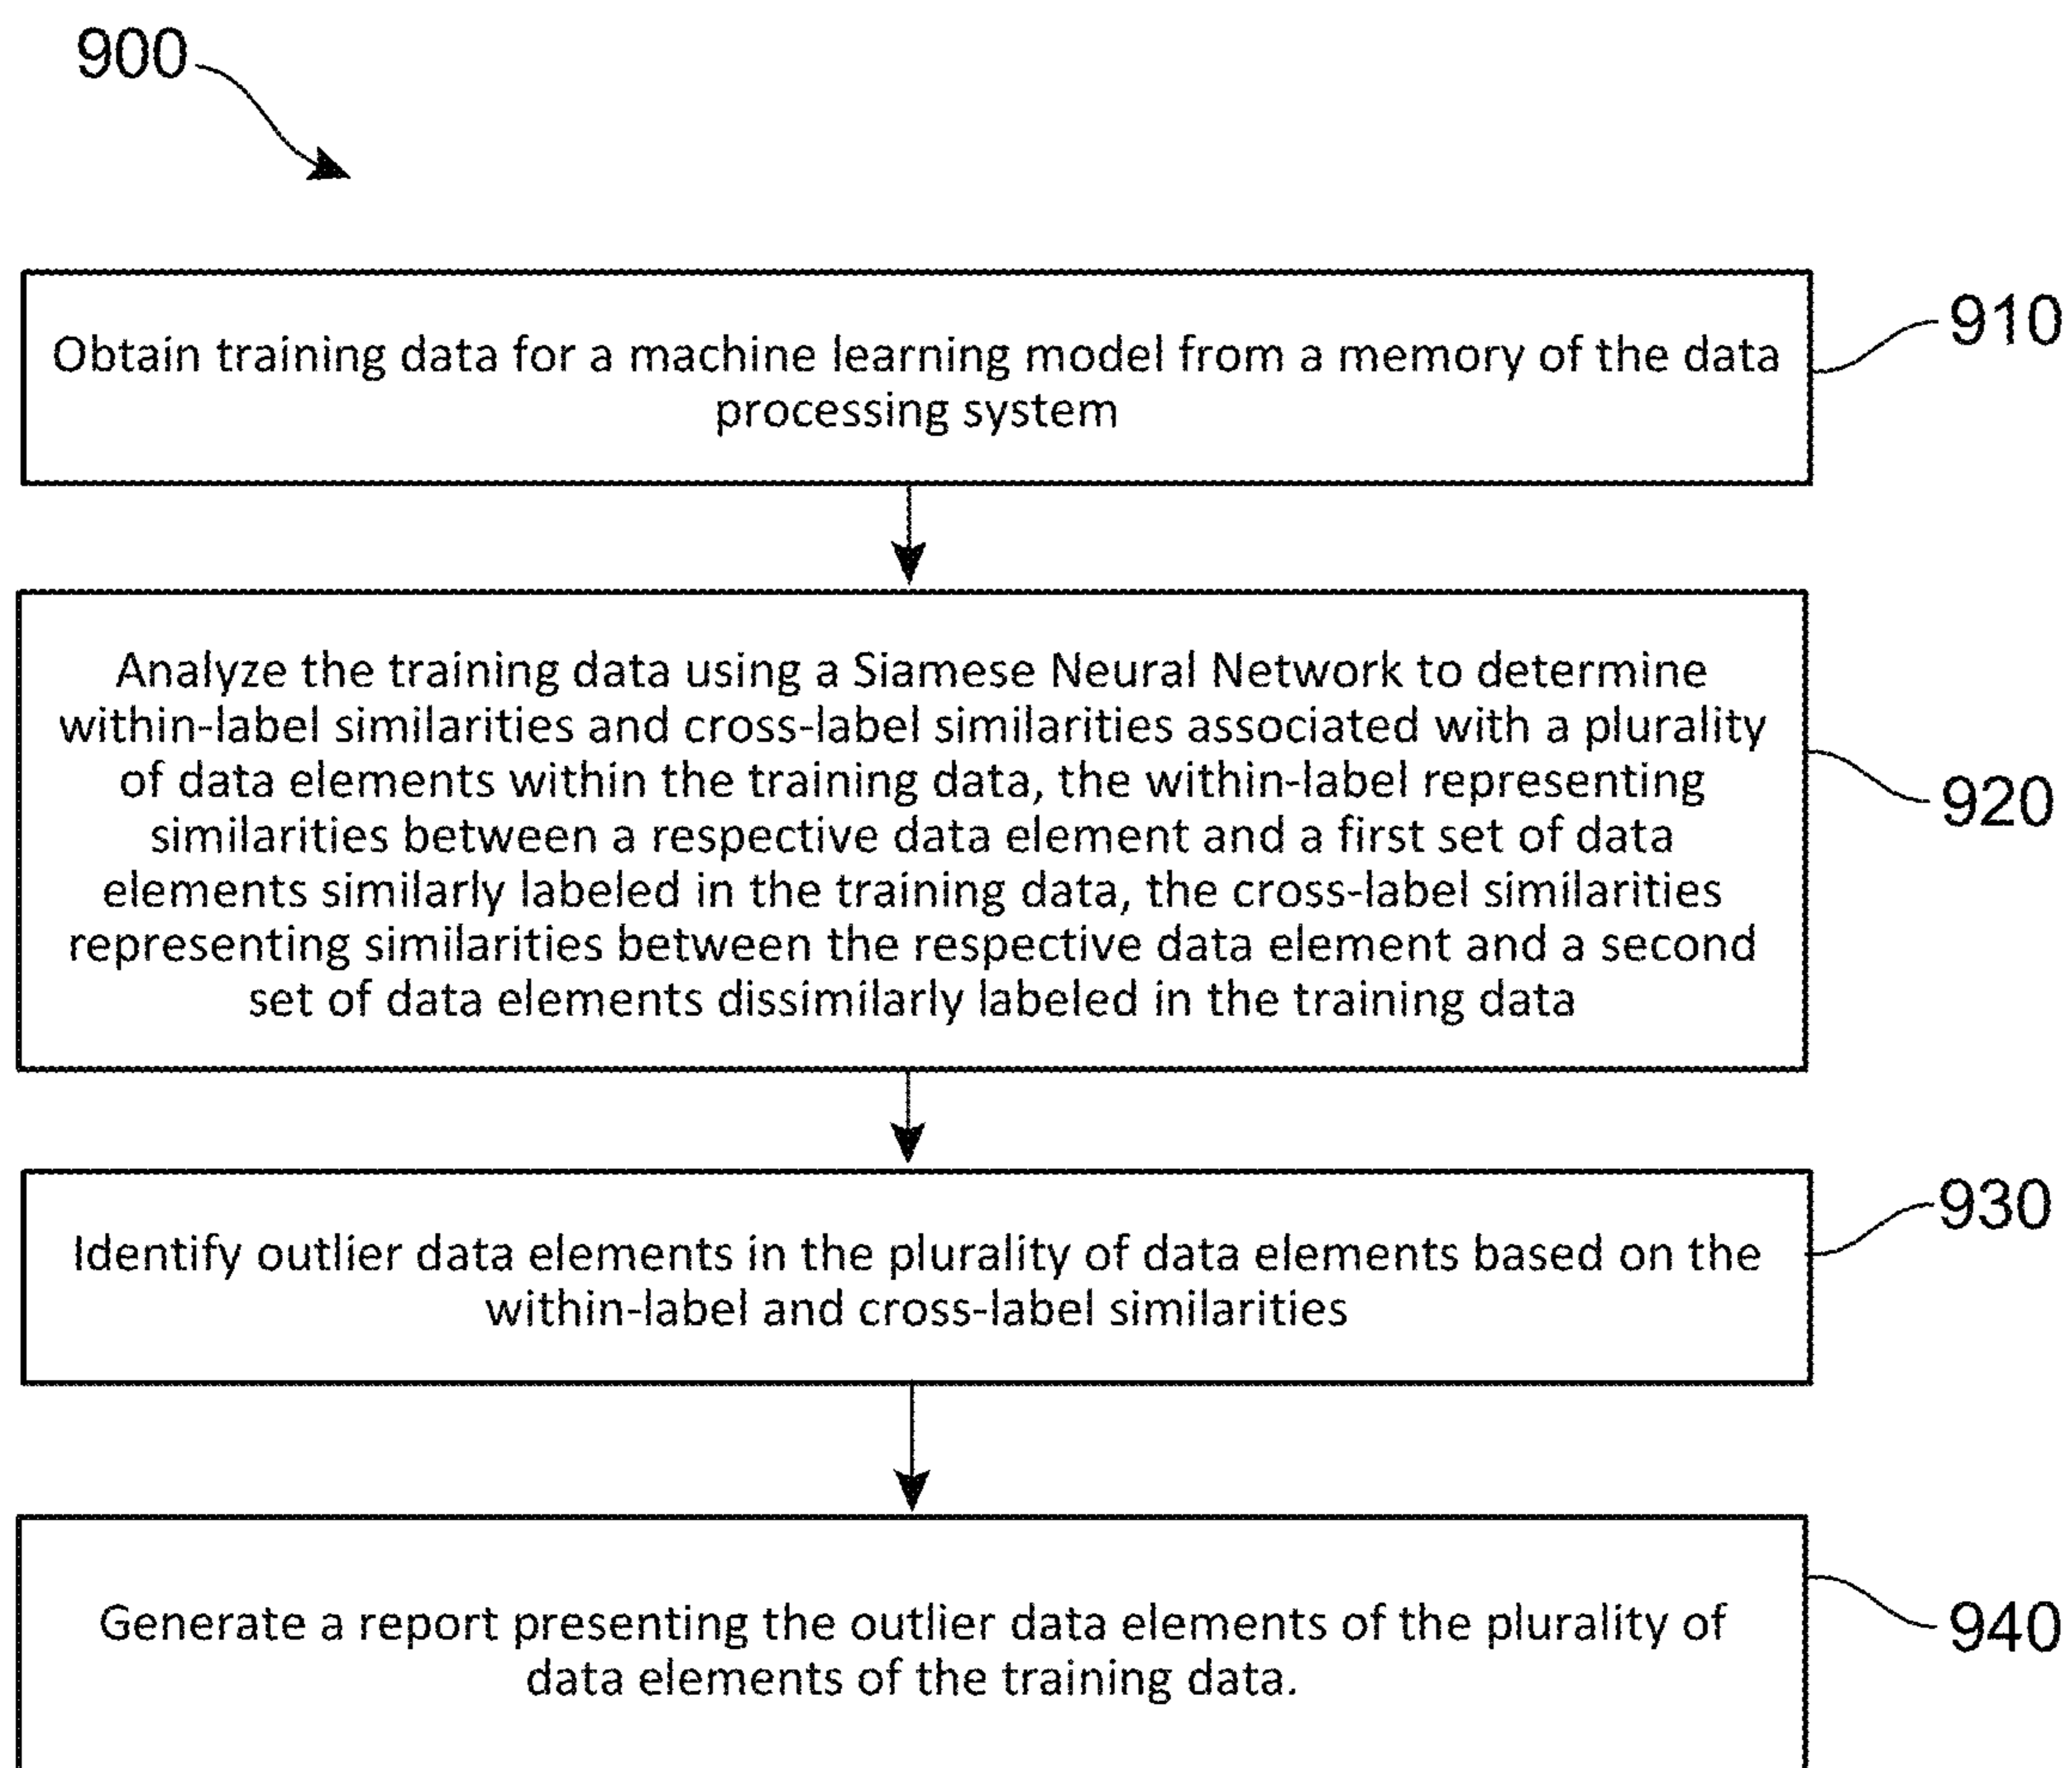 900
Obtain training data for a machine learning model from a memory of the data
processing system
910
Analyze the training data using a Siamese Neural Network to determine
within-label similarities and cross-label similarities associated with a plurality
of data elements within the training data, the within-label representing
similarities between a respective data element and a first set of data
elements similarly labeled in the training data, the cross-label similarities
representing similarities between the respective data element and a second
set of data elements dissimilarly labeled in the training data
920
Identify outlier data elements in the plurality of data elements based on the
within-label and cross-label similarities
930
Generate a report presenting the outlier data elements of the plurality of
data elements of the training data.
940